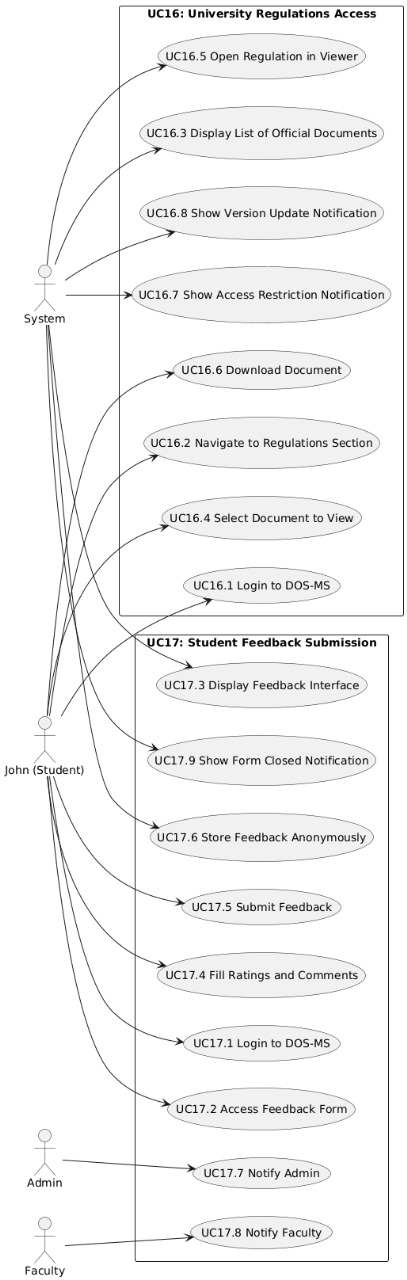 UC16: University Regulations Access
UC16.5 Open Regulation in Viewer
UC16.3 Display List of Official Documents
UC16.8 Show Version Update Notification
UC16.7 Show Access Restriction Notification
System
UC16.6 Download Document
UC16.2 Navigate to Regulations Section
UC16.4 Select Document to View
UC16.1 Login to DOS-MS
UC17: Student Feedback Submission
UC17.3 Display Feedback Interface
John (Student)
UC17.9 Show Form Closed Notification
UC17.6 Store Feedback Anonymously
UC17.5 Submit Feedback
UC17.4 Fill Ratings and Comments
UC17.1 Login to DOS-MS
UC17.2 Access Feedback Form
UC17.7 Notify Admin
Admin
UC17.8 Notify Faculty
Faculty